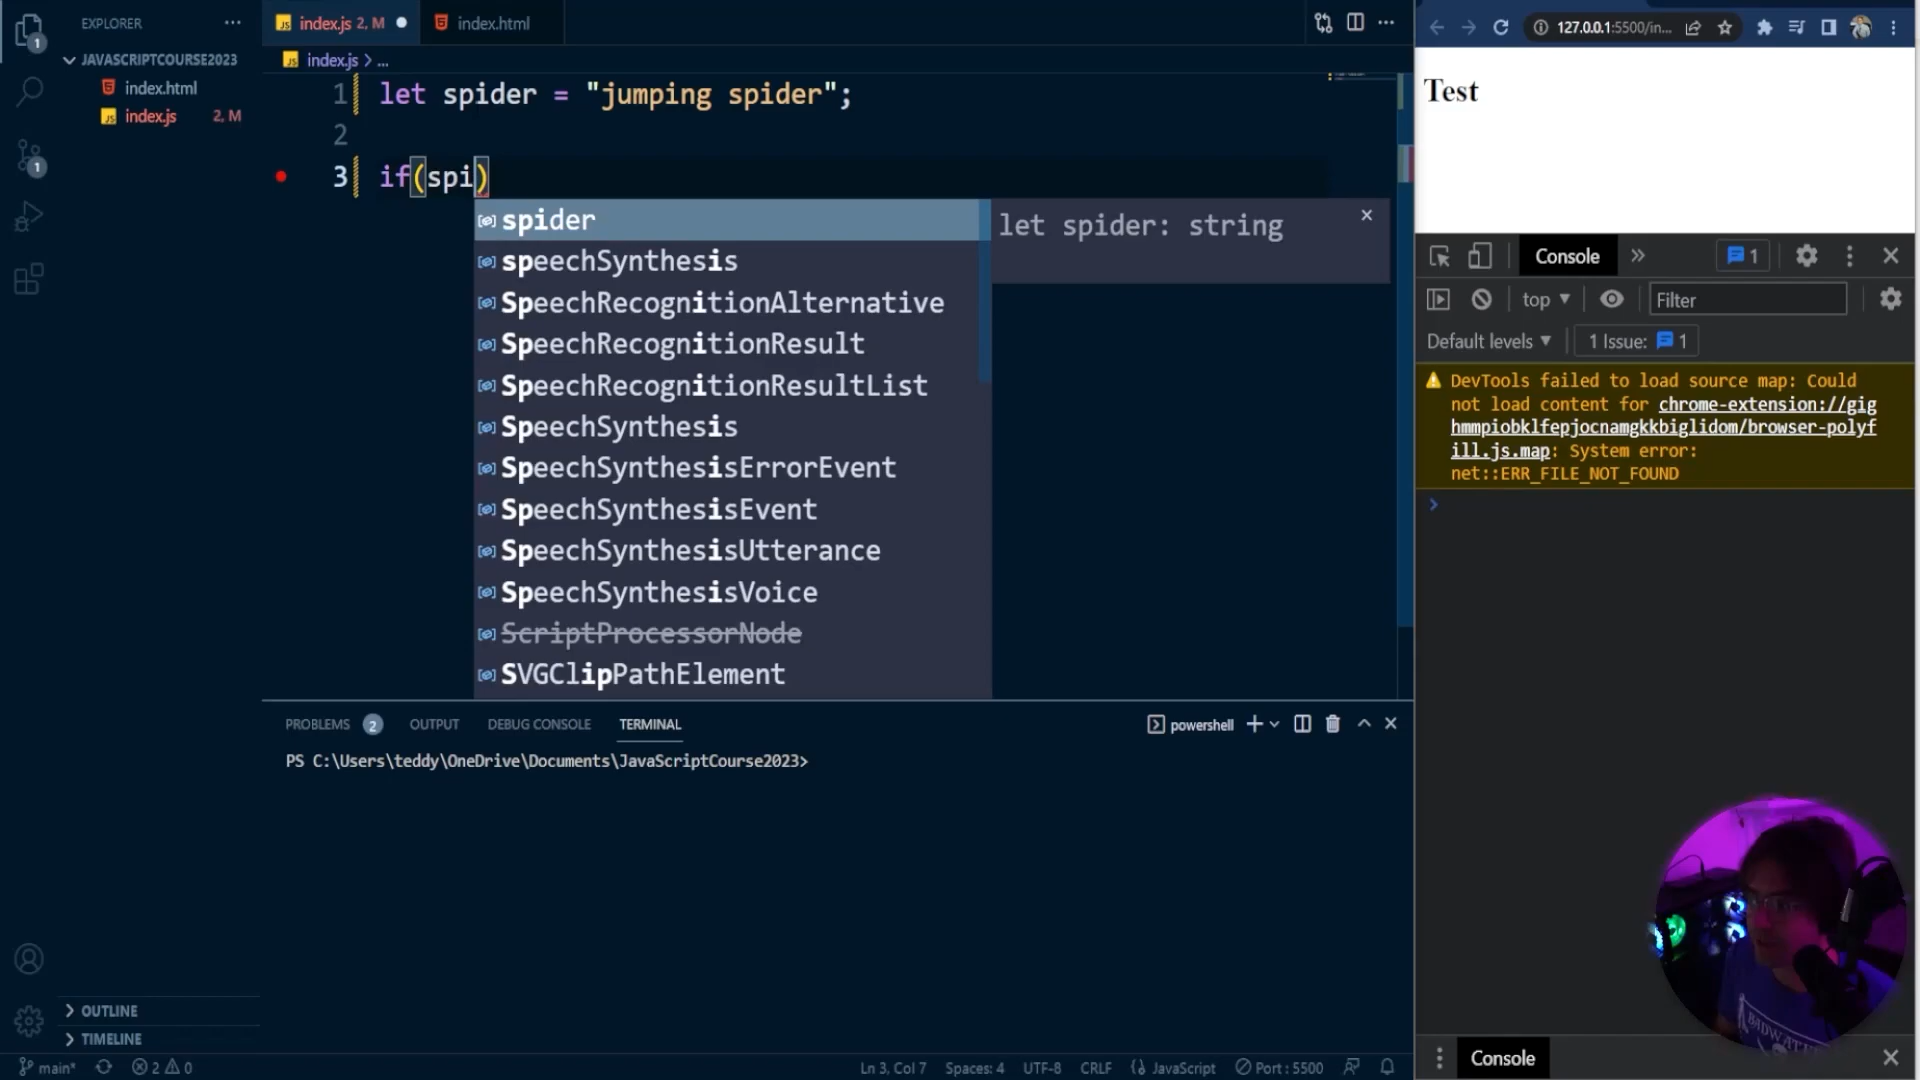 EXPLORER
JAVASCRIPTCOURSE2023
index.html
index.js 2, M
OUTLINE
TIMELINE
index.js 2, M
index.html
index.js > ...
1 let spider = "jumping spider";
2
3 if(spi)
spider
speechSynthesis
SpeechRecognitionAlternative
SpeechRecognitionResult
SpeechRecognitionResultList
SpeechSynthesis
SpeechSynthesisErrorEvent
SpeechSynthesisEvent
SpeechSynthesisUtterance
SpeechSynthesisVoice
ScriptProcessorNode
SVGClipPathElement
let spider: string
PROBLEMS 2 OUTPUT DEBUG CONSOLE TERMINAL
powershell
PS C:\Users\teddy\OneDrive\Documents\JavaScriptCourse2023>
1
1
main* 2 0
Ln 3, Col 7 Spaces: 4 UTF-8 CRLF JavaScript Port : 5500
127.0.0.1:5500/in...
Test
Console
1
top
Filter
Default levels
1 Issue: 1
DevTools failed to load source map: Could
not load content for chrome-extension://gig
hmmpiobklfepjocnamgkkbiglidom/browser-polyf
ill.js.map: System error:
net::ERR_FILE_NOT_FOUND
Console